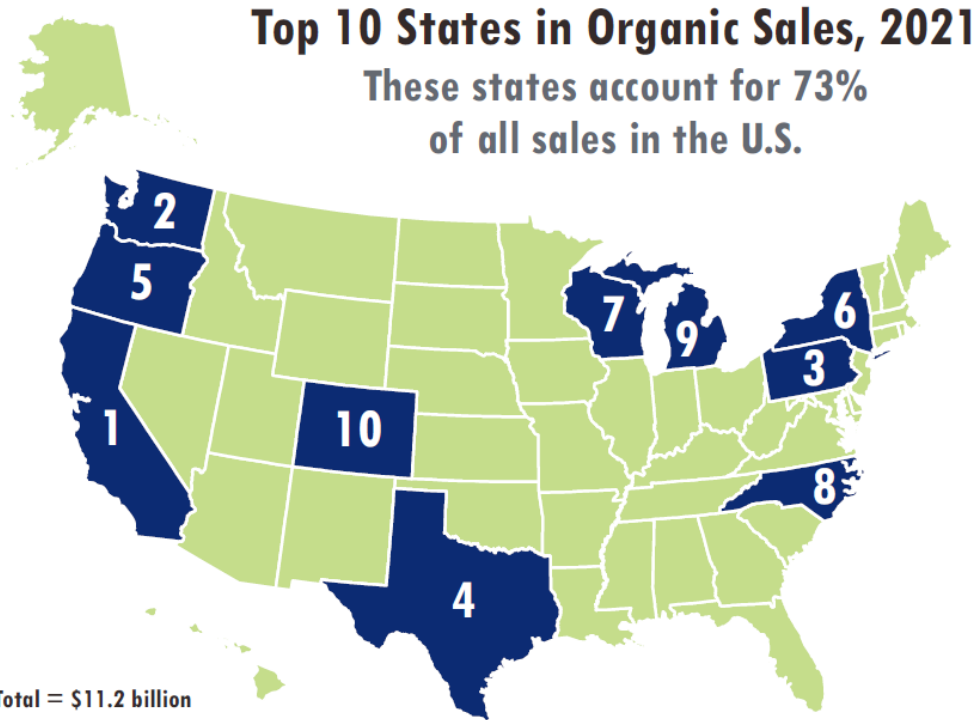 Top 10 States in Organic Sales, 2021
These states account for 73%
of all sales in the U.S.
2
5
7
9
6
3
1
10
8
4
Total = $11.2 billion